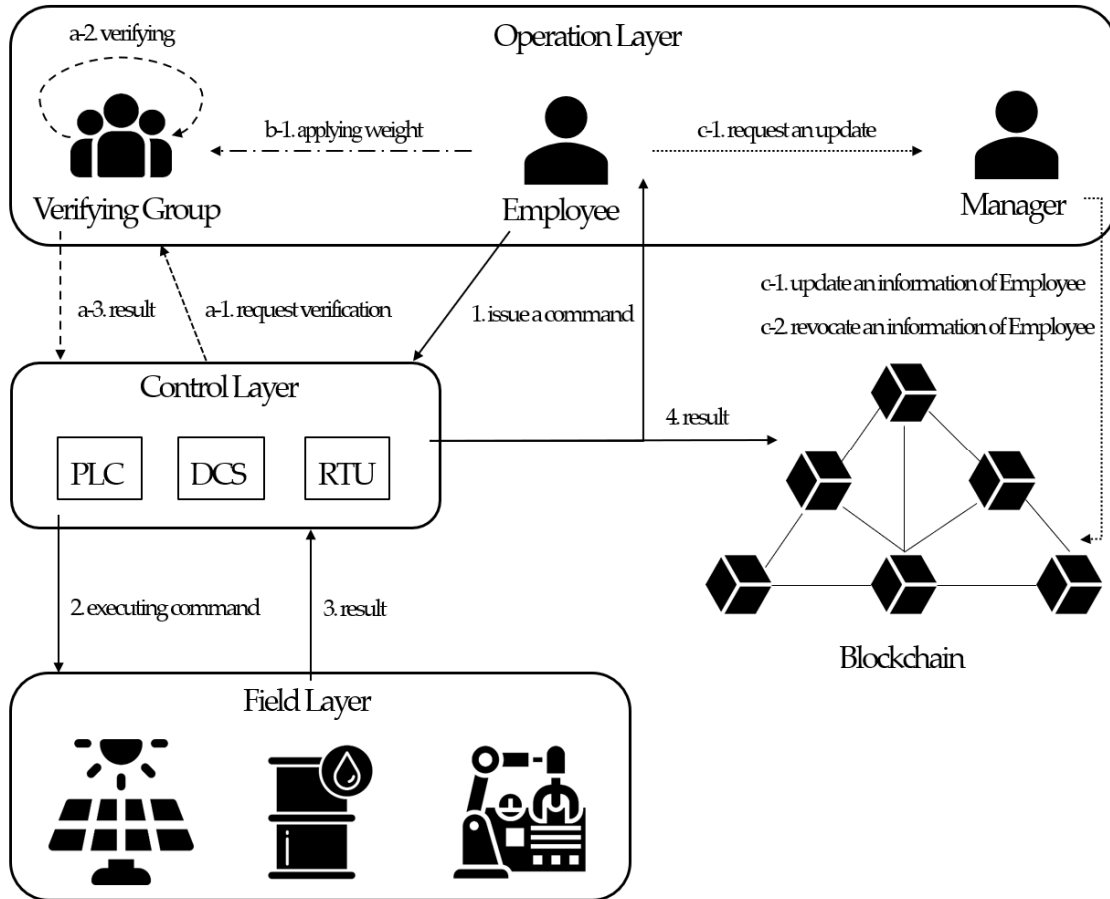 a-2. verifying
Operation Layer
b-1. applying weight
c-1. request an update
Verifying Group
Employee
Manager
a-3. result
a-1. request verification
1. issue a command
c-1. update an information of Employee
c-2. revocate an information of Employee
Control Layer
4. result
PLC
DCS
RTU
2. executing command
3. result
Blockchain
Field Layer